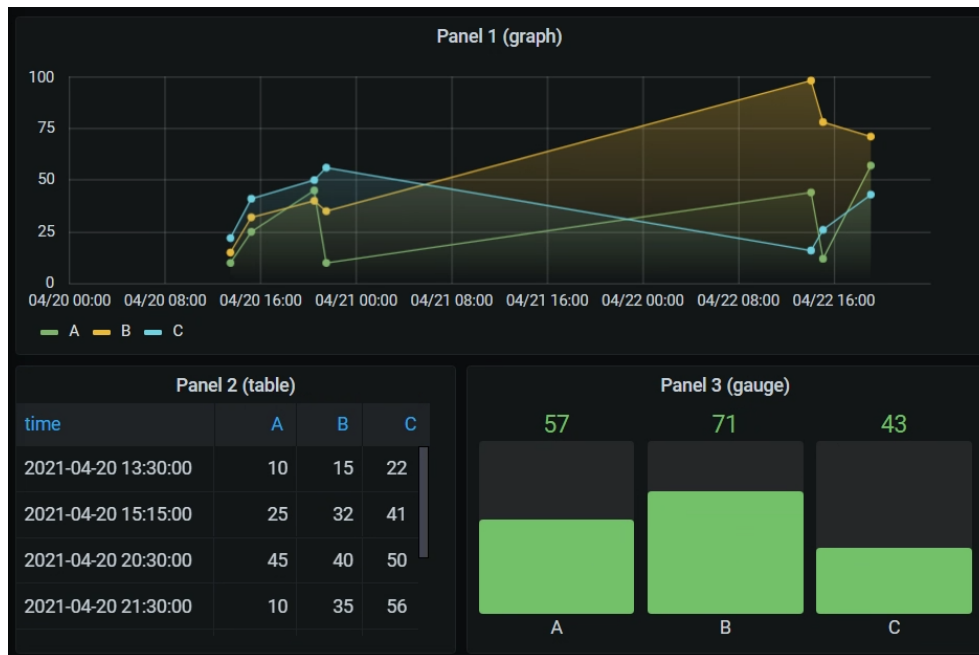 Panel 1 (graph)
100
75
50
25
0
04/20 00:00 04/20 08:00 04/20 16:00 04/21 00:00 04/21 08:00 04/21 16:00 04/22 00:00 04/22 08:00 04/22 16:00
A B C
Panel 2 (table)
time A B C
2021-04-20 13:30:00 10 15 22
2021-04-20 15:15:00 25 32 41
2021-04-20 20:30:00 45 40 50
2021-04-20 21:30:00 10 35 56
Panel 3 (gauge)
57 71 43
A B C